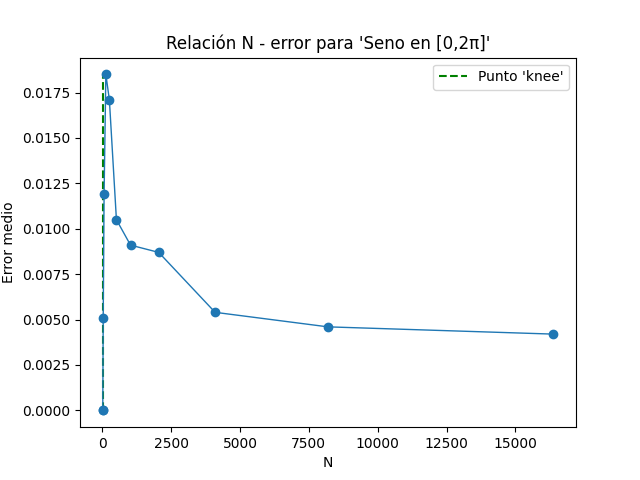 Relación N - error para 'Seno en [0,2π]'
Punto 'knee'
Error medio
0.0175
0.0150
0.0125
0.0100
0.0075
0.0050
0.0025
0.0000
0 2500 5000 7500 10000 12500 15000
N